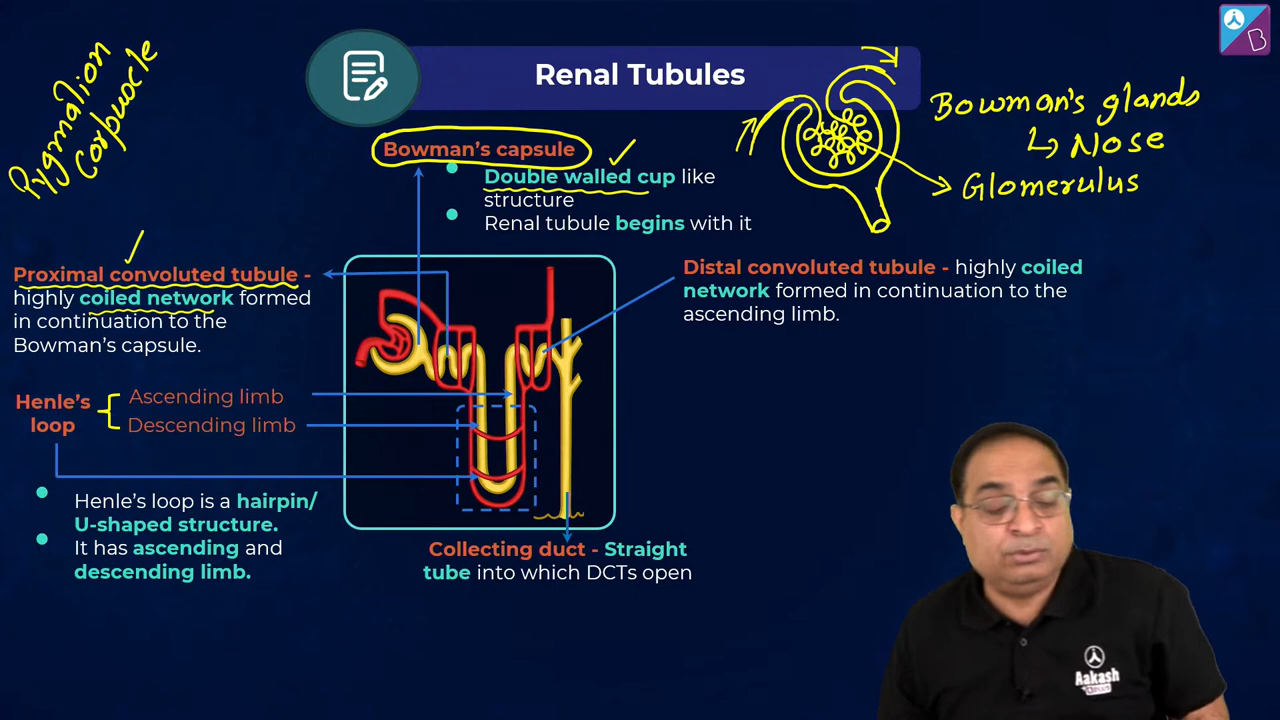 Renal Tubules
Pygmalion
Corpuscle
Bowman's capsule
Double walled cup like
structure
Renal tubule begins with it
Bowman's glands
Nose
Glomerulus
Proximal convoluted tubule -
highly coiled network formed
in continuation to the
Bowman's capsule.
Distal convoluted tubule - highly coiled
network formed in continuation to the
ascending limb.
Henle's
loop
Ascending limb
Descending limb
Henle's loop is a hairpin/
U-shaped structure.
It has ascending and
descending limb.
Collecting duct - Straight
tube into which DCTs open
B
Aakash